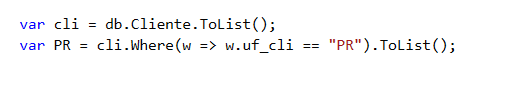 var cli = db.Cliente.ToList();
var PR = cli.Where(w => w.uf_cli == "PR").ToList();